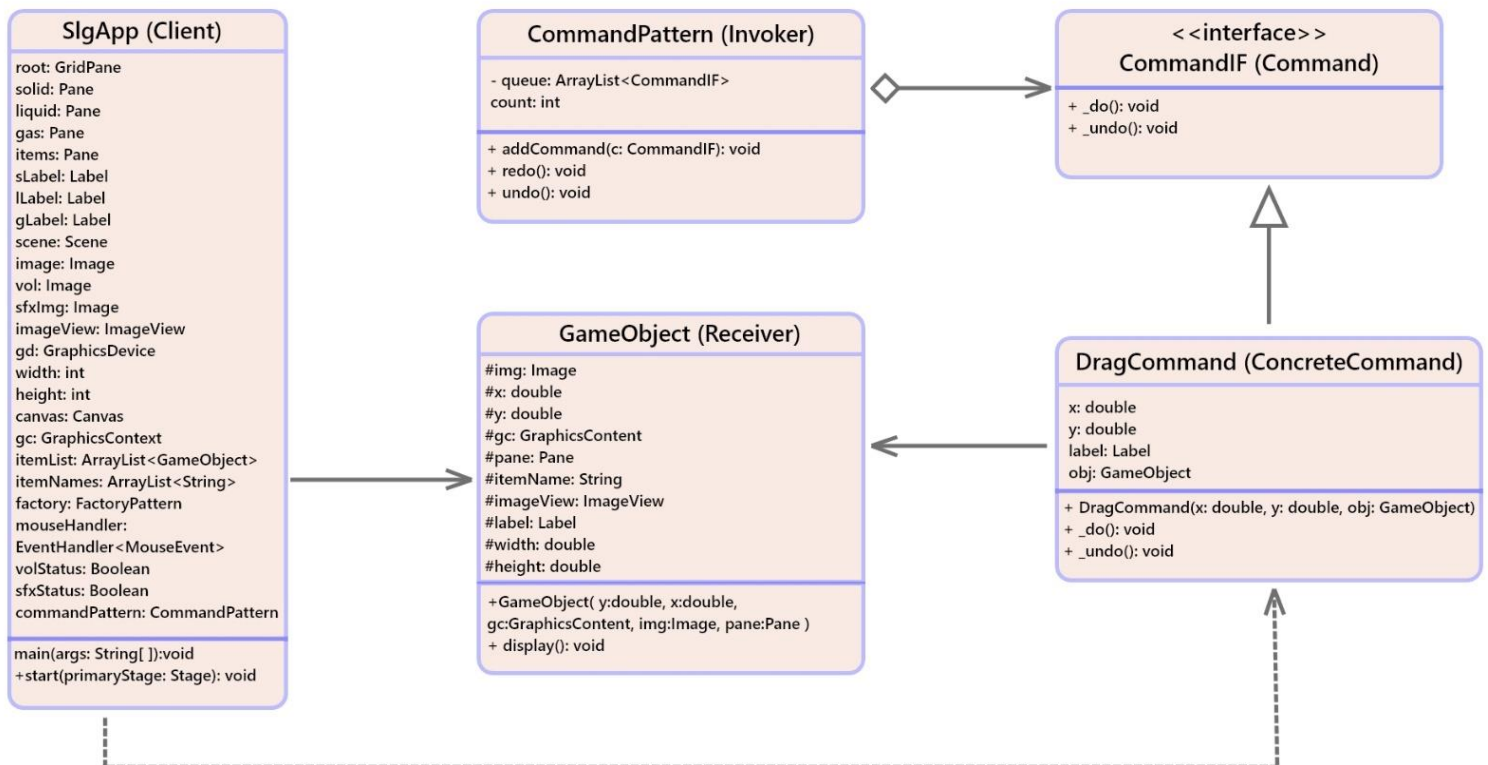 SlgApp (Client)
root: GridPane
solid: Pane
liquid: Pane
gas: Pane
items: Pane
sLabel: Label
lLabel: Label
gLabel: Label
scene: Scene
image: Image
vol: Image
sfxImg: Image
imageView: ImageView
gd: GraphicsDevice
width: int
height: int
canvas: Canvas
gc: GraphicsContext
itemList: ArrayList<GameObject>
itemNames: ArrayList<String>
factory: FactoryPattern
mouseHandler:
EventHandler<MouseEvent>
volStatus: Boolean
sfxStatus: Boolean
commandPattern: CommandPattern
main(args: String[ ]):void
+start(primaryStage: Stage): void
CommandPattern (Invoker)
- queue: ArrayList<CommandIF>
count: int
+ addCommand(c: CommandIF): void
+ redo(): void
+ undo(): void
<<interface>>
CommandIF (Command)
+ _do(): void
+ _undo(): void
GameObject (Receiver)
#img: Image
#x: double
#y: double
#gc: GraphicsContent
#pane: Pane
#itemName: String
#imageView: ImageView
#label: Label
#width: double
#height: double
+GameObject( y:double, x:double,
gc:GraphicsContent, img:Image, pane:Pane )
+ display(): void
DragCommand (ConcreteCommand)
x: double
y: double
label: Label
obj: GameObject
+ DragCommand(x: double, y: double, obj: GameObject)
+ _do(): void
+ _undo(): void